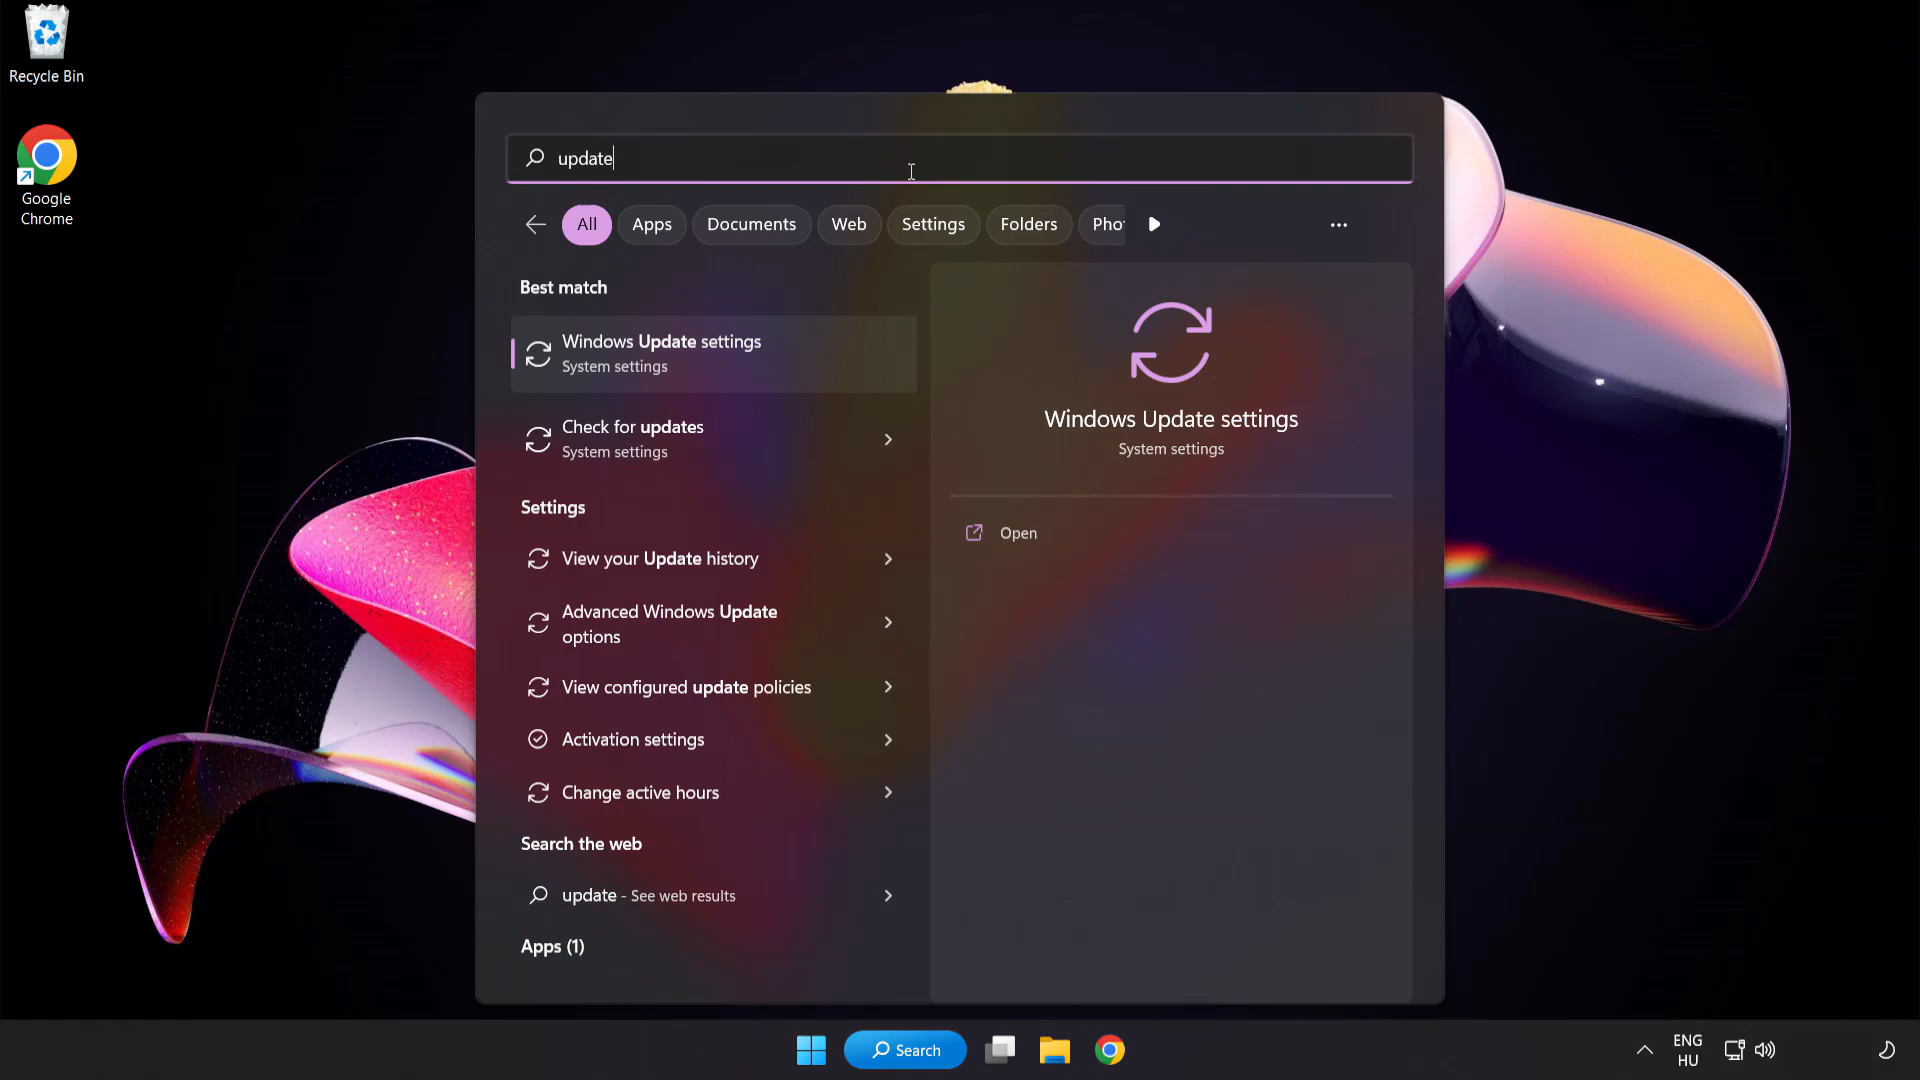 Recycle Bin
Google
Chrome
update
All
Apps
Documents
Web
Settings
Folders
Pho
Best match
Windows Update settings
System settings
Check for updates
System settings
Settings
View your Update history
Advanced Windows Update
options
View configured update policies
Activation settings
Change active hours
Search the web
update - See web results
Apps (1)
Windows Update settings
System settings
Open
Search
ENG
HU